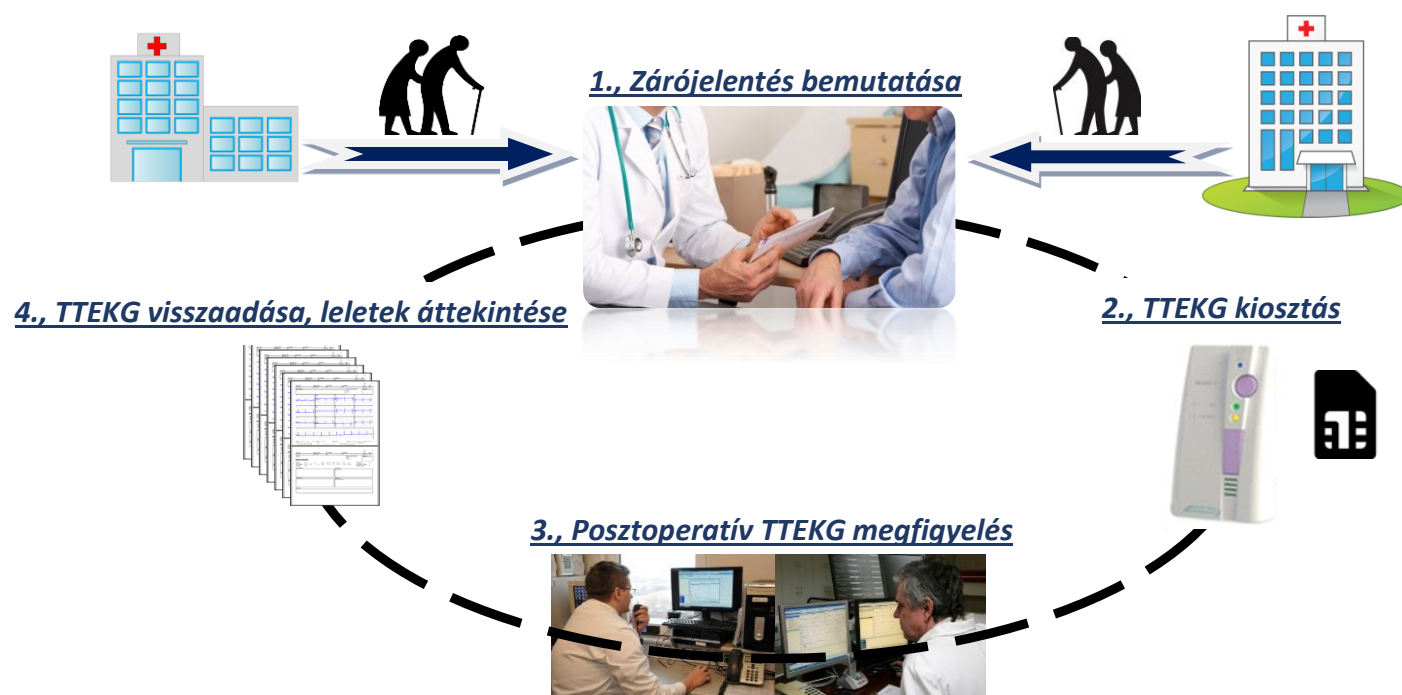 1., Zárójelentés bemutatása
4., TTEKG visszaadása, leletek áttekintése
2., TTEKG kiosztás
3., Posztoperatív TTEKG megfigyelés